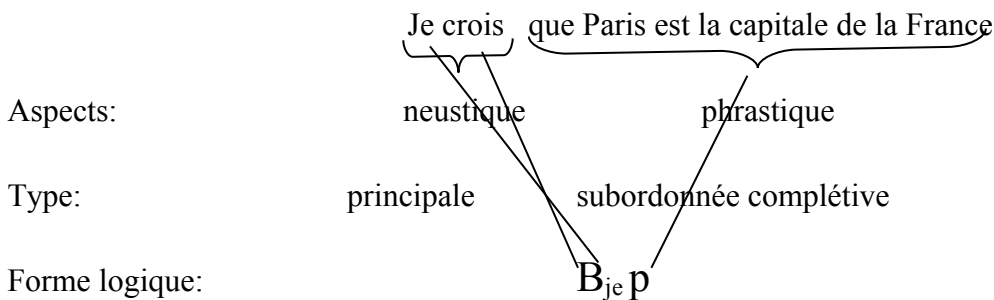 Je crois que Paris est la capitale de la France
Aspects: neustique phrastique
Type: principale subordonnée complétive
Forme logique: Bje p